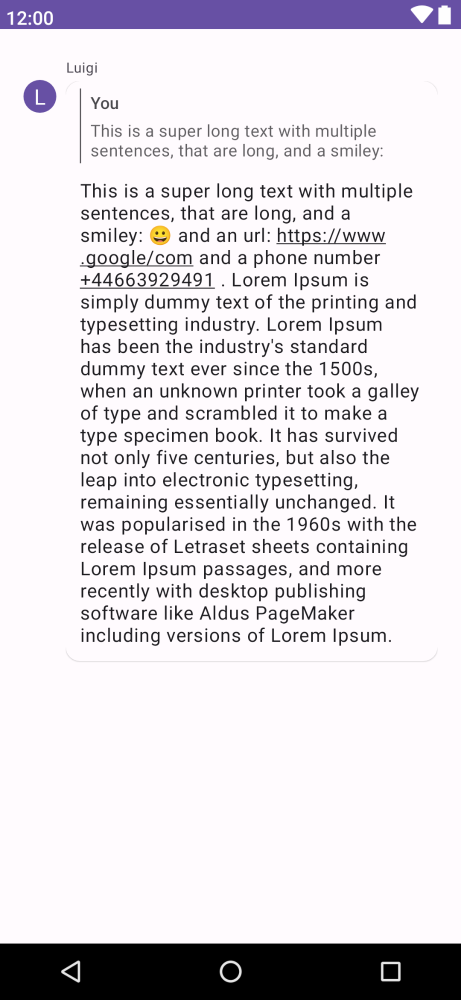 12:00
Luigi
L
You
This is a super long text with multiple
sentences, that are long, and a smiley:
This is a super long text with multiple
sentences, that are long, and a
smiley: 😀 and an url: https://www
.google/com and a phone number
+44663929491 . Lorem Ipsum is
simply dummy text of the printing and
typesetting industry. Lorem Ipsum
has been the industry's standard
dummy text ever since the 1500s,
when an unknown printer took a galley
of type and scrambled it to make a
type specimen book. It has survived
not only five centuries, but also the
leap into electronic typesetting,
remaining essentially unchanged. It
was popularised in the 1960s with the
release of Letraset sheets containing
Lorem Ipsum passages, and more
recently with desktop publishing
software like Aldus PageMaker
including versions of Lorem Ipsum.